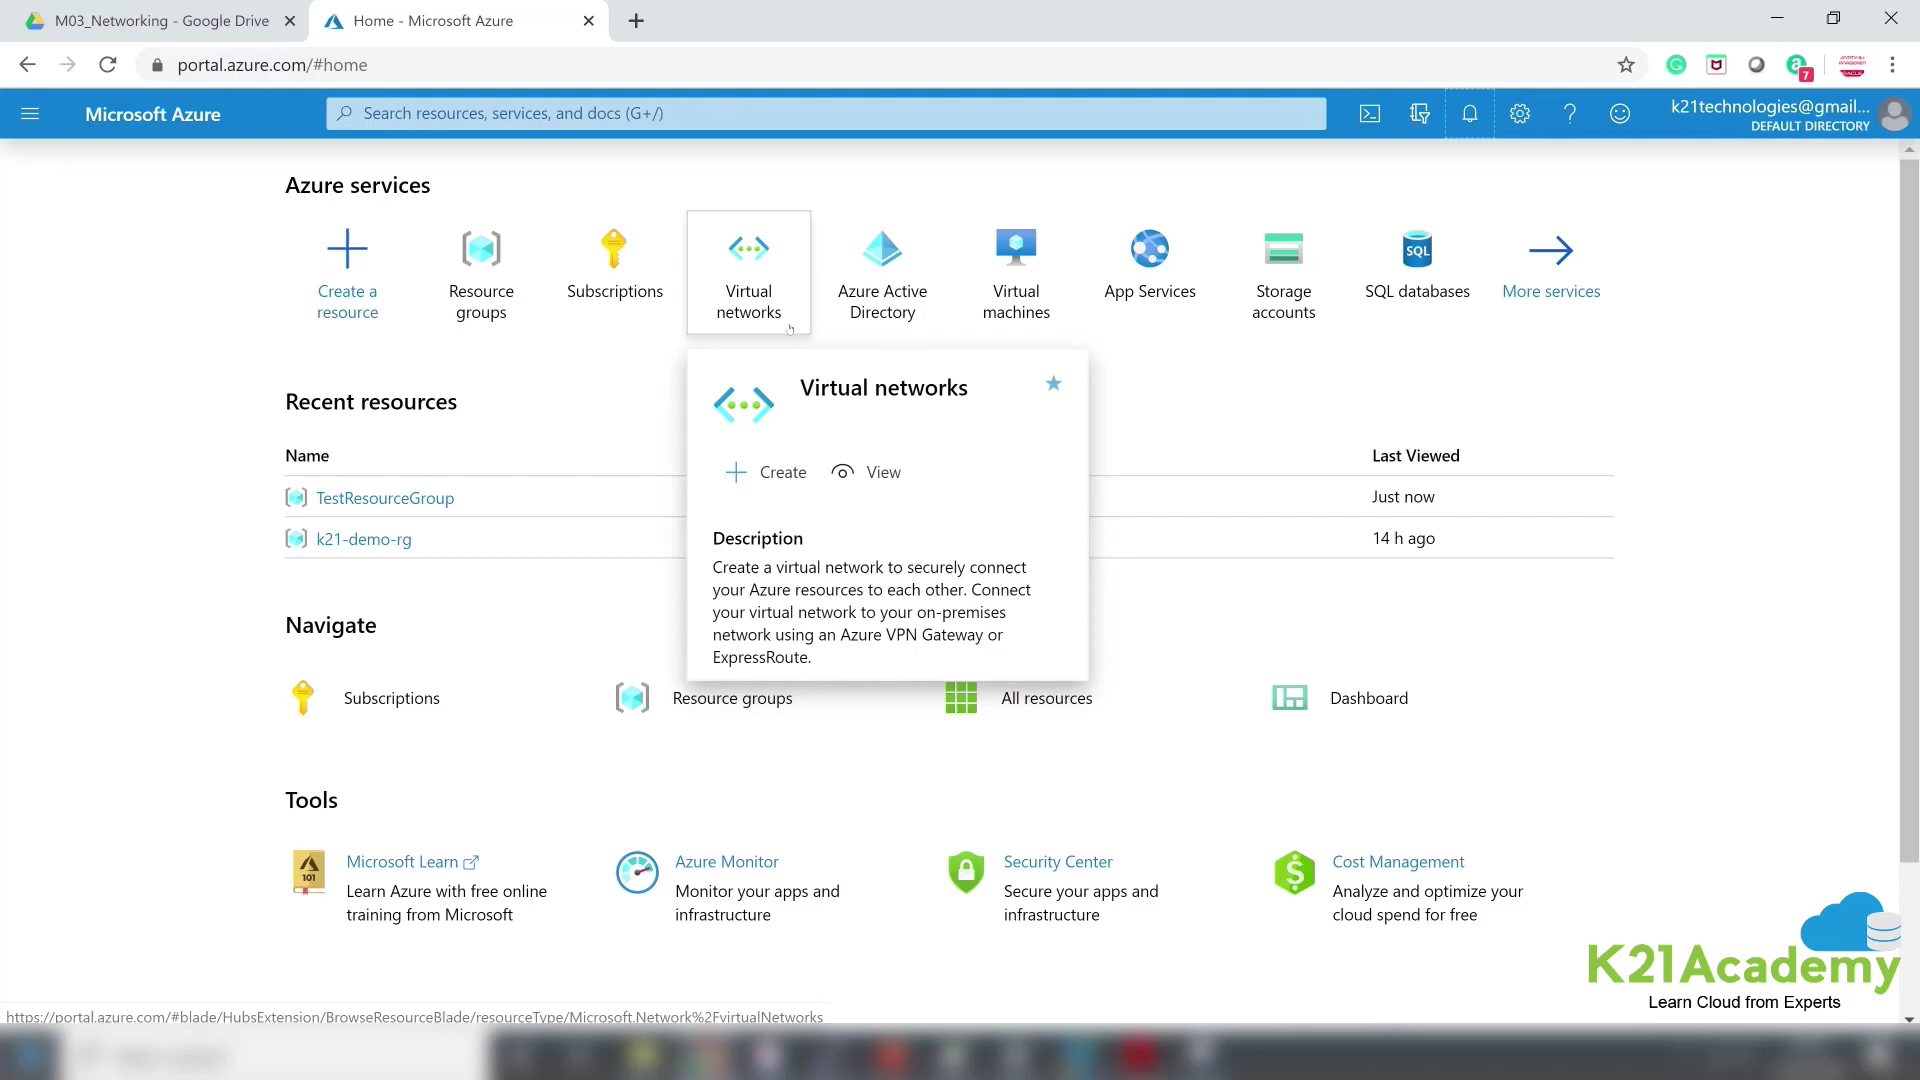 M03_Networking - Google Drive
Home - Microsoft Azure
portal.azure.com/#home
7
Microsoft Azure
Search resources, services, and docs (G+/)
k21technologies@gmail...
DEFAULT DIRECTORY
Azure services
Create a
resource
Resource
groups
Subscriptions
Virtual
networks
Azure Active
Directory
Virtual
machines
App Services
Storage
accounts
SQL
SQL databases
More services
Virtual networks
Create
View
Description
Create a virtual network to securely connect
your Azure resources to each other. Connect
your virtual network to your on-premises
network using an Azure VPN Gateway or
ExpressRoute.
Recent resources
Name
Last Viewed
TestResourceGroup
Just now
k21-demo-rg
14 h ago
Navigate
Subscriptions
Resource groups
All resources
Dashboard
Tools
101
Microsoft Learn
Learn Azure with free online
training from Microsoft
Azure Monitor
Monitor your apps and
infrastructure
Security Center
Secure your apps and
infrastructure
Cost Management
Analyze and optimize your
cloud spend for free
K21Academy
Learn Cloud from Experts
https://portal.azure.com/#blade/HubsExtension/BrowseResourceBlade/resourceType/Microsoft.Network%2FvirtualNetworks